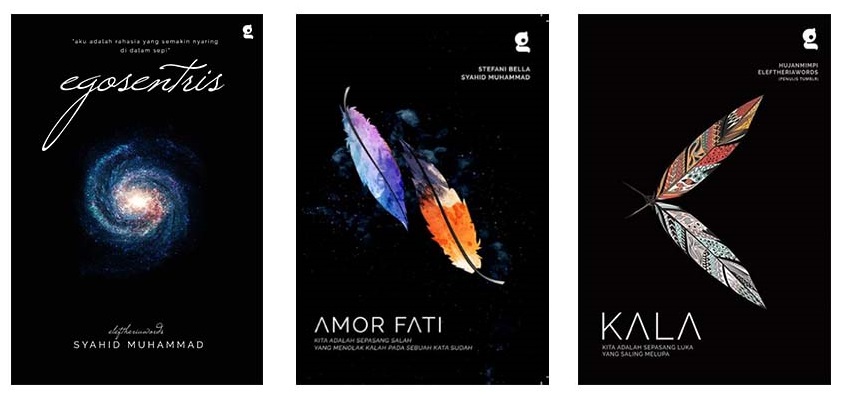 "aku adalah rahasia yang semakin nyaring
di dalam sepi"
egosentris
eleftheriawords
SYAHID MUHAMMAD
g
STEFANI BELLA
SYAHID MUHAMMAD
AMOR FATI
KITA ADALAH SEPASANG SALAH
YANG MENOLAK KALAH PADA SEBUAH KATA SUDAH
g
HUJANMIMPI
ELEFTHERIAWORDS
(PENULIS TUMBLR)
KALA
KITA ADALAH SEPASANG LUKA
YANG SALING MELUPA
g